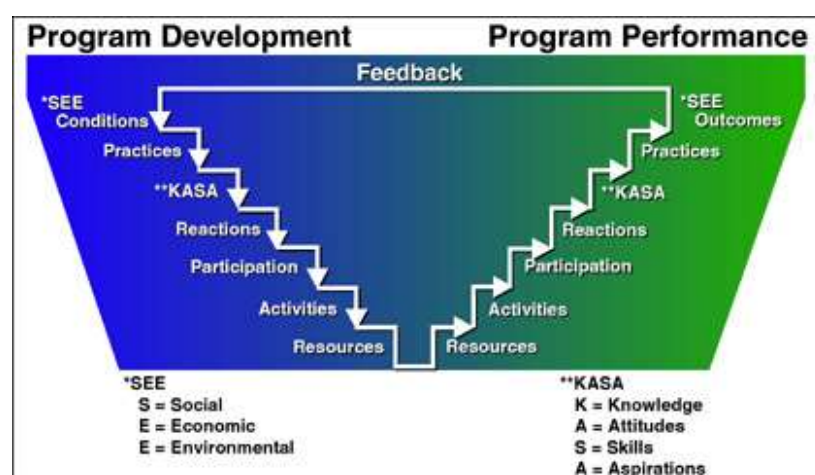 Program Development
Program Performance
Feedback
*SEE
Conditions
Practices
**KASA
Reactions
Participation
Activities
Resources
*SEE
Outcomes
Practices
**KASA
Reactions
Participation
Activities
Resources
*SEE
S = Social
E = Economic
E = Environmental
**KASA
K = Knowledge
A = Attitudes
S = Skills
A = Aspirations